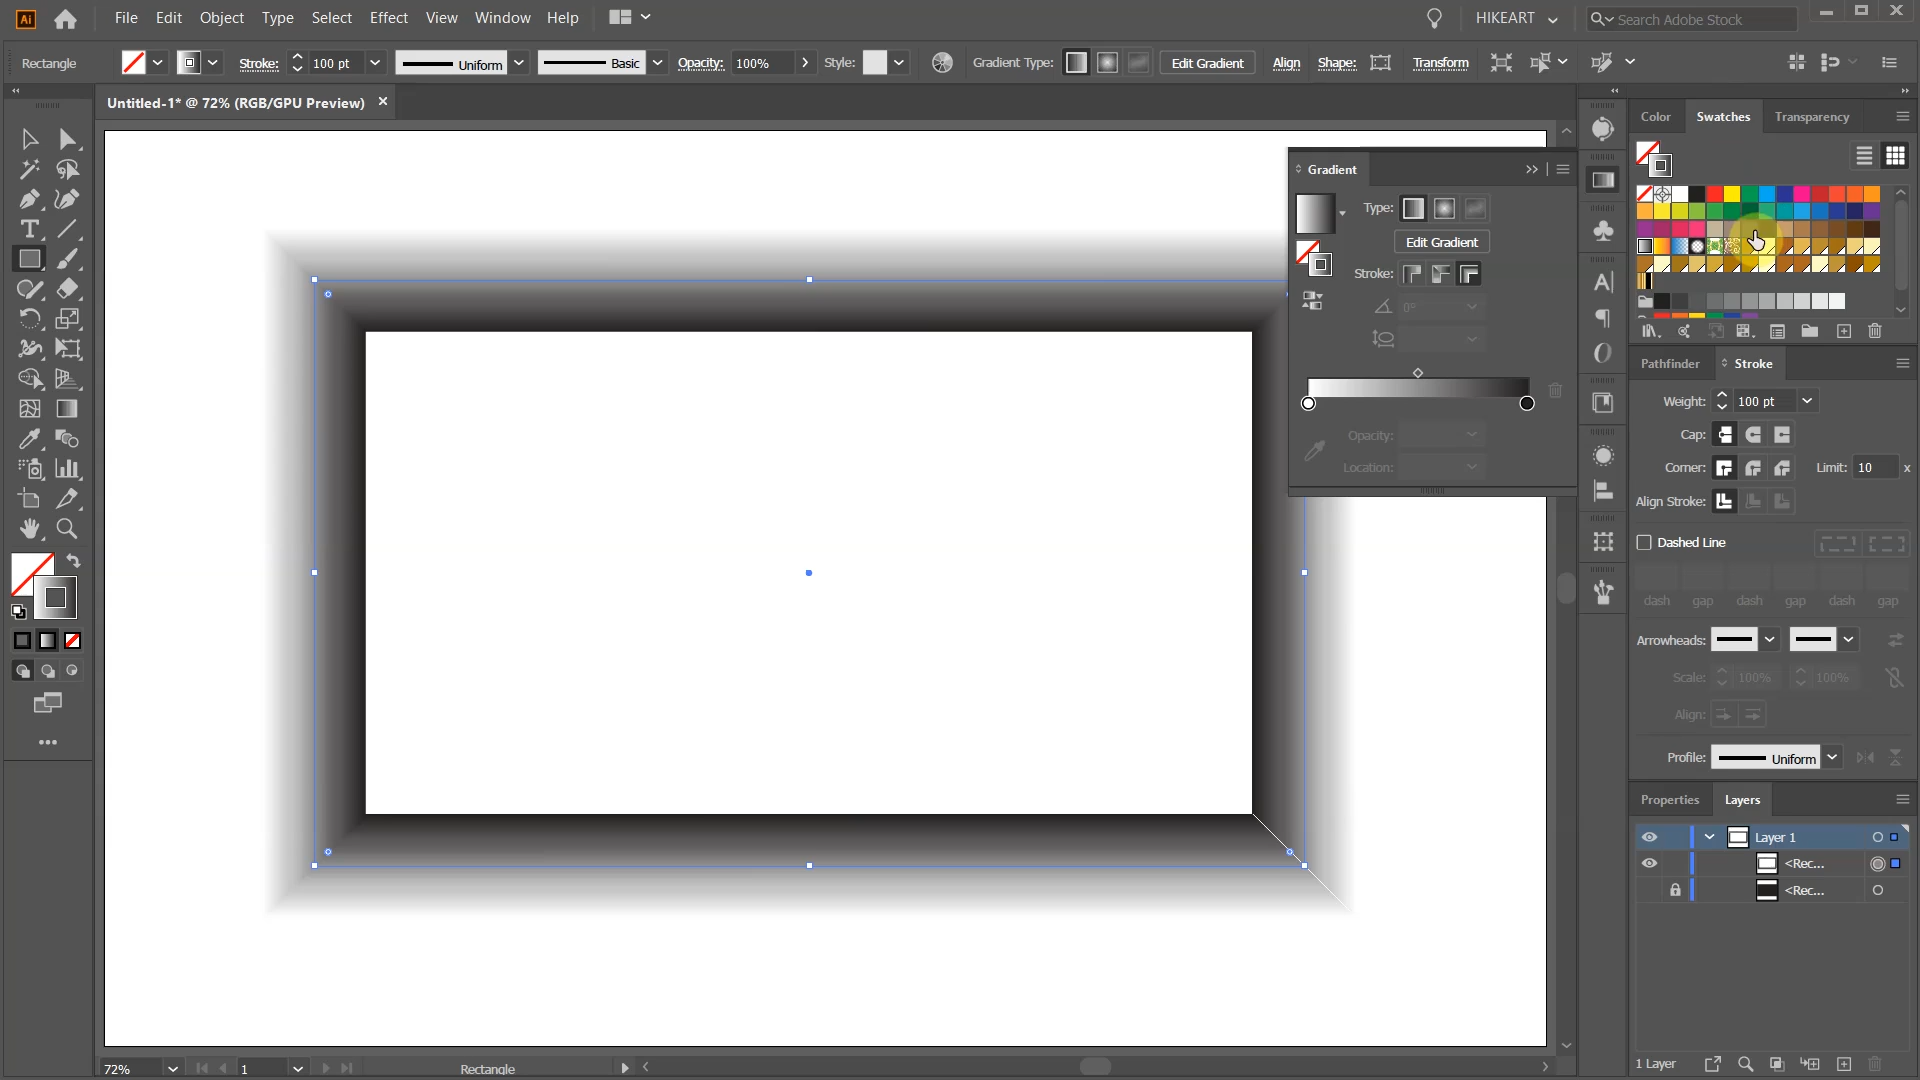 Ai File Edit Object Type Select Effect View Window Help HIKEART Search Adobe Stock
Rectangle Stroke: 100 pt Uniform Basic Opacity: 100% Style: Gradient Type: Edit Gradient Align Shape: Transform
Untitled-1* @ 72% (RGB/GPU Preview)
Color Swatches Transparency
Gradient
Type:
Edit Gradient
Stroke:
0°
Opacity:
Location:
Pathfinder Stroke
Weight: 100 pt
Cap:
Corner: Limit: 10 x
Align Stroke:
Dashed Line
dash gap dash gap dash gap
Arrowheads:
Scale: 100% 100%
Align:
Profile: Uniform
Properties Layers
Layer 1
<Rec...
<Rec...
1 Layer
72% 1 Rectangle